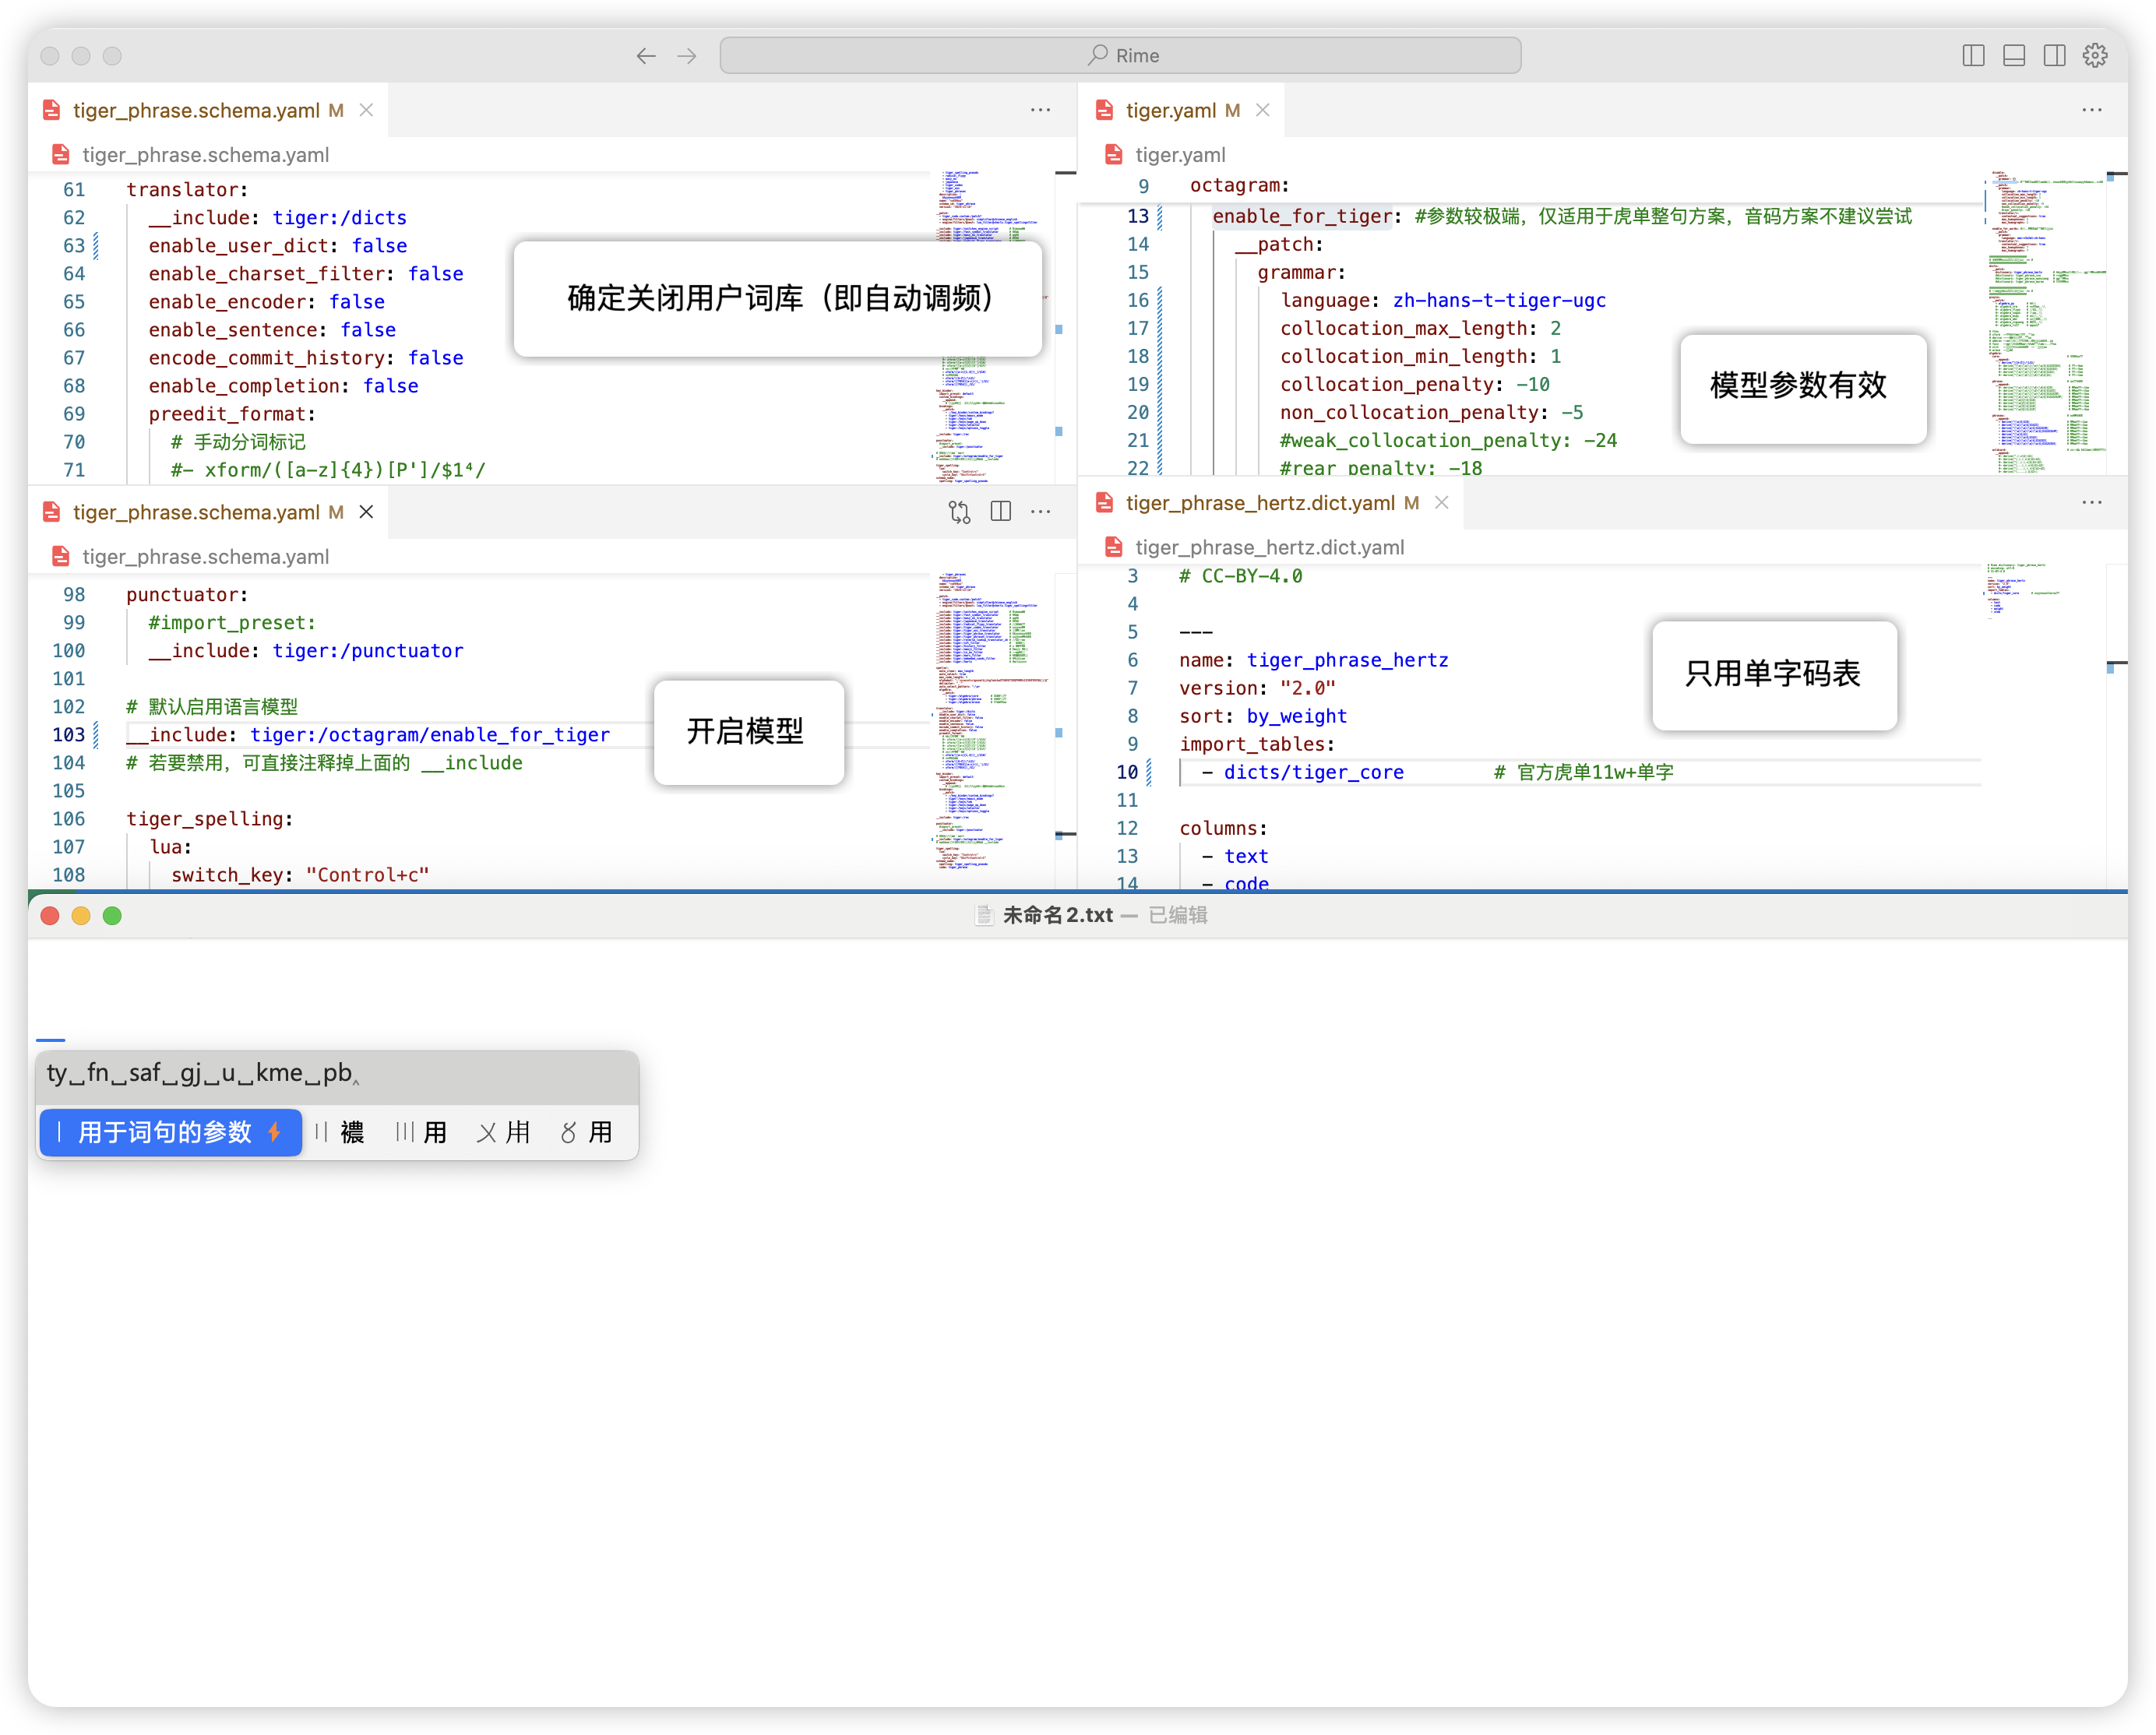 Rime
tiger_phrase.schema.yaml M
tiger_phrase.schema.yaml
61 translator:
62 __include: tiger:/dicts
63 enable_user_dict: false
64 enable_charset_filter: false
65 enable_encoder: false
66 enable_sentence: false
67 encode_commit_history: false
68 enable_completion: false
69 preedit_format:
70 # 手动分词标记
71 #- xform/([a-z]{4})[P']/$1⁴/
确定关闭用户词库（即自动调频）
tiger.yaml M
tiger.yaml
9 octagram:
13 enable_for_tiger: #参数较极端，仅适用于虎单整句方案，音码方案不建议尝试
14 __patch:
15 grammar:
16 language: zh-hans-t-tiger-ugc
17 collocation_max_length: 2
18 collocation_min_length: 1
19 collocation_penalty: -10
20 non_collocation_penalty: -5
21 #weak_collocation_penalty: -24
22 #rear_penalty: -18
模型参数有效
tiger_phrase.schema.yaml M
tiger_phrase.schema.yaml
98 punctuator:
99 #import_preset:
100 __include: tiger:/punctuator
101
102 # 默认启用语言模型
103 __include: tiger:/octagram/enable_for_tiger
104 # 若要禁用，可直接注释掉上面的 __include
105
106 tiger_spelling:
107 lua:
108 switch_key: "Control+c"
开启模型
tiger_phrase_hertz.dict.yaml M
tiger_phrase_hertz.dict.yaml
3 # CC-BY-4.0
4
5 ---
6 name: tiger_phrase_hertz
7 version: "2.0"
8 sort: by_weight
9 import_tables:
10 - dicts/tiger_core # 官方虎单11w+单字
11
12 columns:
13 - text
14 - code
只用单字码表
未命名2.txt — 已编辑
ty␣fn␣saf␣gj␣u␣kme␣pb‸
〡 用于词句的参数⚡ 〢 襛 〣 用 〤 𤰃 〥 用